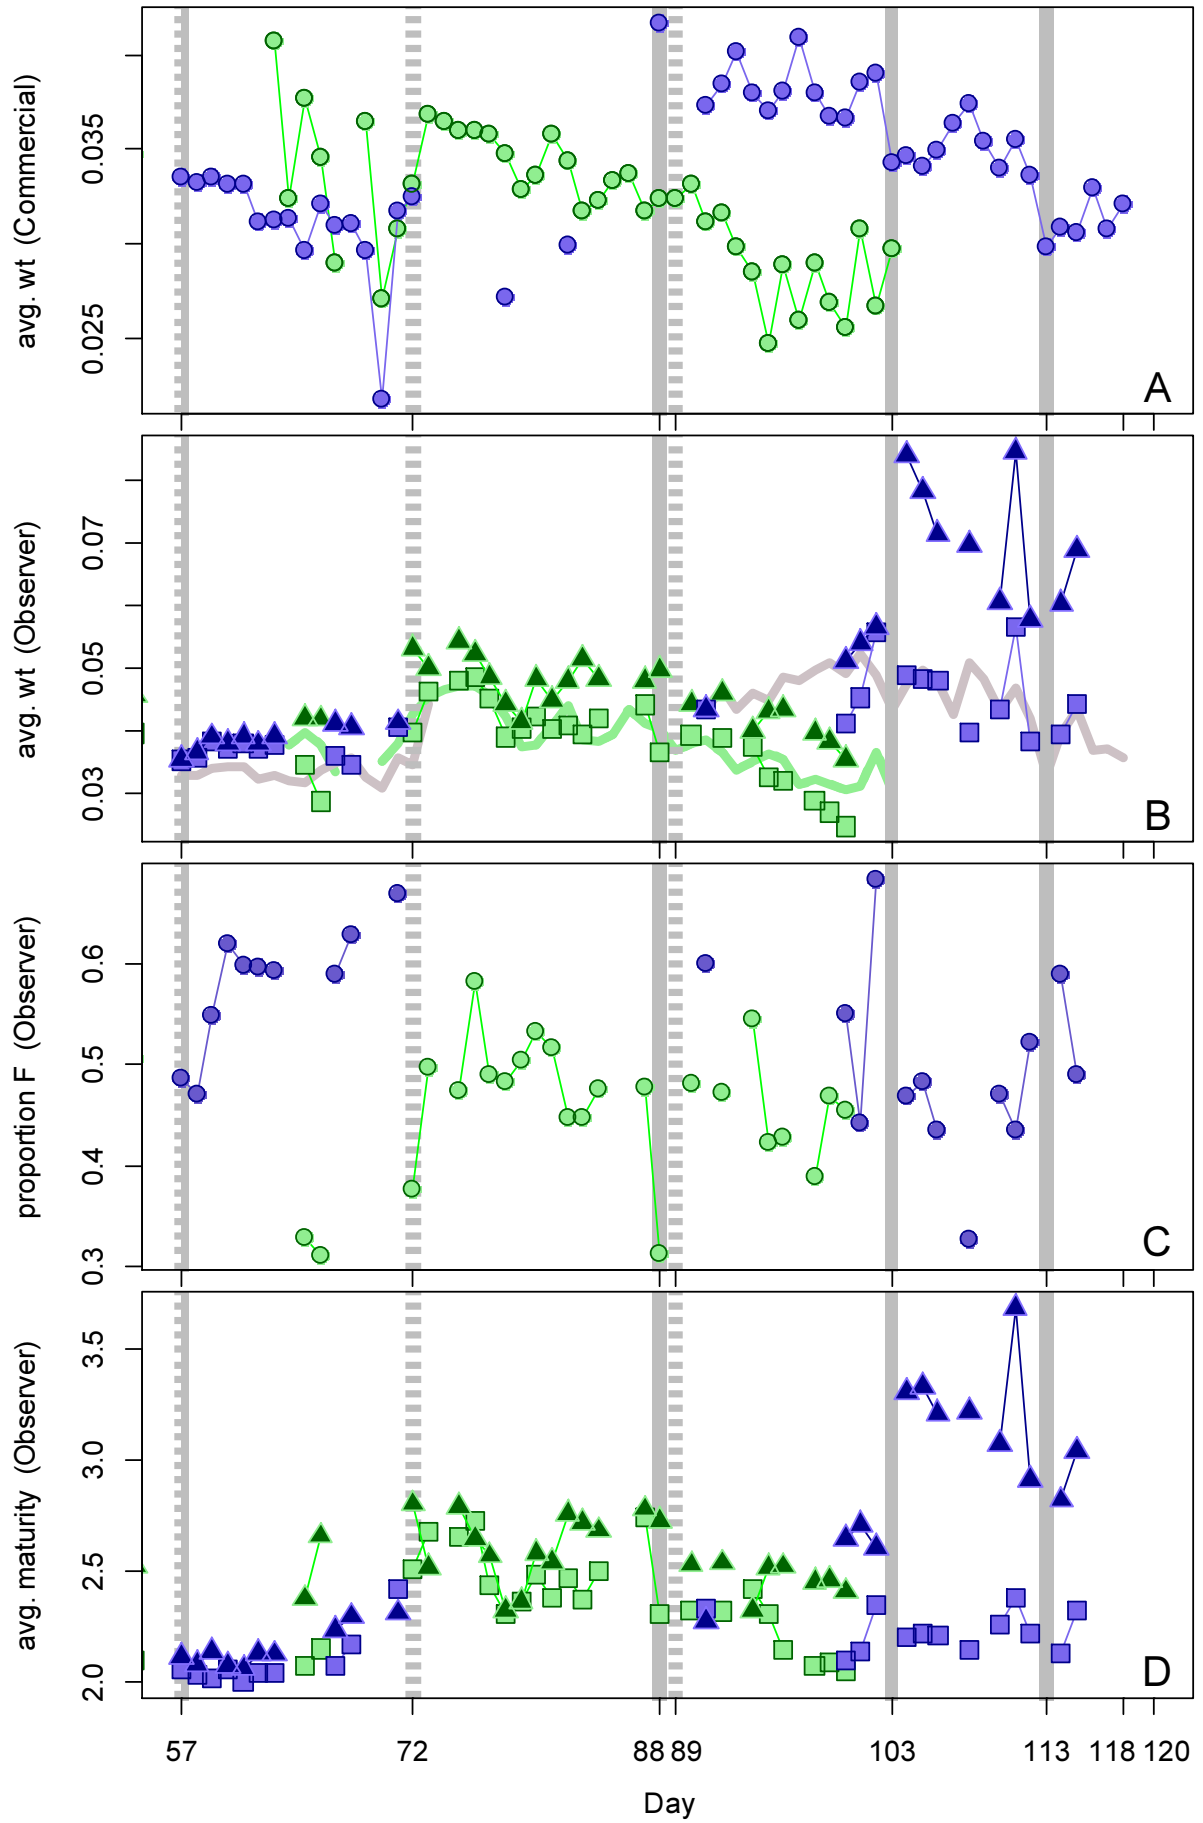 avg. wt (Commercial)
0.035
0.025
A
avg. wt (Observer)
0.07
0.05
0.03
B
proportion F (Observer)
0.6
0.5
0.4
0.3
C
avg. maturity (Observer)
3.5
3.0
2.5
2.0
D
57 72 88 89 103 113 118 120
Day